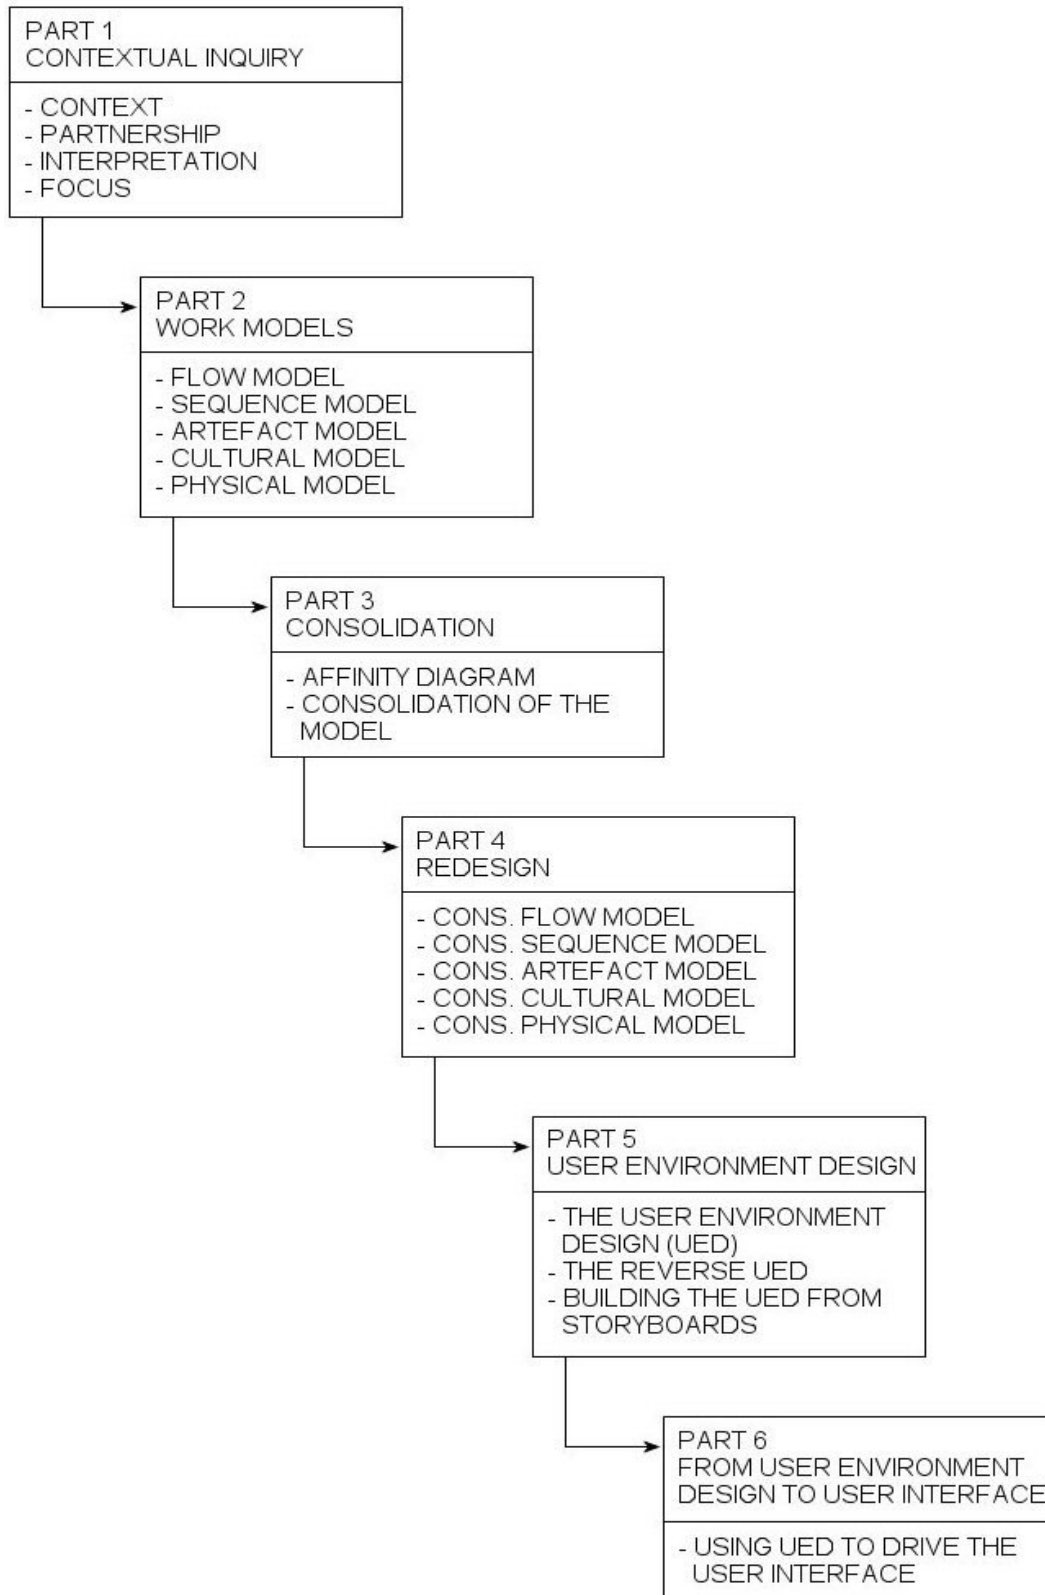 PART 1
CONTEXTUAL INQUIRY
- CONTEXT
- PARTNERSHIP
- INTERPRETATION
- FOCUS
PART 2
WORK MODELS
- FLOW MODEL
- SEQUENCE MODEL
- ARTEFACT MODEL
- CULTURAL MODEL
- PHYSICAL MODEL
PART 3
CONSOLIDATION
- AFFINITY DIAGRAM
- CONSOLIDATION OF THE
MODEL
PART 4
REDESIGN
- CONS. FLOW MODEL
- CONS. SEQUENCE MODEL
- CONS. ARTEFACT MODEL
- CONS. CULTURAL MODEL
- CONS. PHYSICAL MODEL
PART 5
USER ENVIRONMENT DESIGN
- THE USER ENVIRONMENT
DESIGN (UED)
- THE REVERSE UED
- BUILDING THE UED FROM
STORYBOARDS
PART 6
FROM USER ENVIRONMENT
DESIGN TO USER INTERFACE
- USING UED TO DRIVE THE
USER INTERFACE